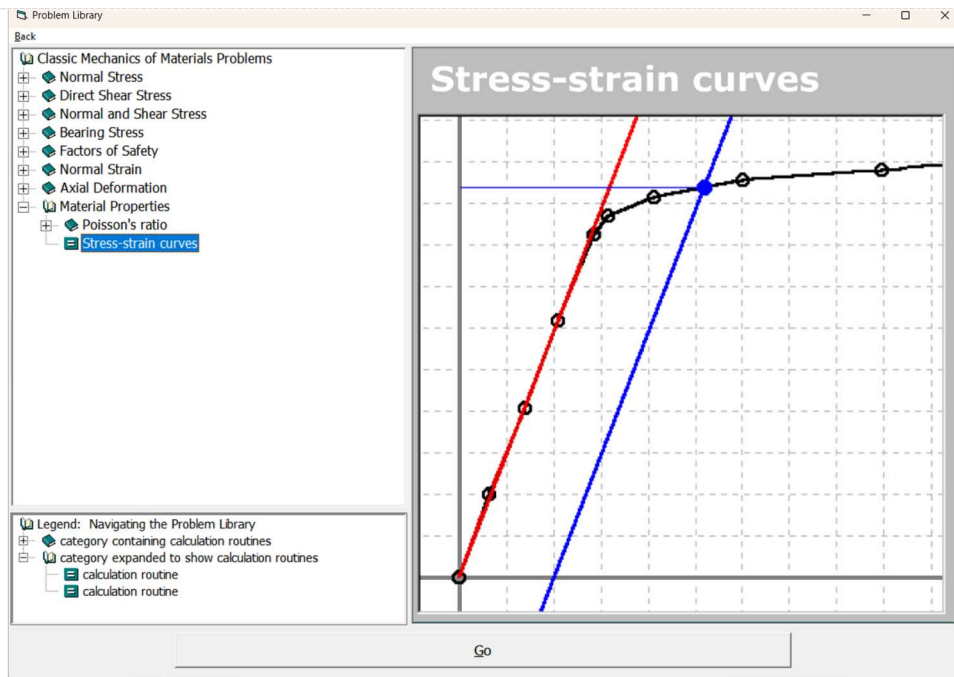 Problem Library
Back
Classic Mechanics of Materials Problems
Normal Stress
Direct Shear Stress
Normal and Shear Stress
Bearing Stress
Factors of Safety
Normal Strain
Axial Deformation
Material Properties
Poisson's ratio
Stress-strain curves
Legend: Navigating the Problem Library
category containing calculation routines
category expanded to show calculation routines
calculation routine
calculation routine
Stress-strain curves
Go